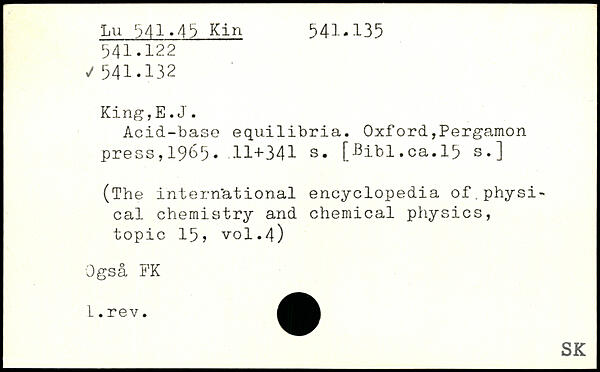 Lu 541.45 Kin 541.135
541.122
✓ 541.132
King,E.J.
Acid-base equilibria. Oxford,Pergamon
press,1965. 11+341 s. [Bibl.ca.15 s.]
(The international encyclopedia of physi-
cal chemistry and chemical physics,
topic 15, vol.4)
Også FK
1.rev.
SK